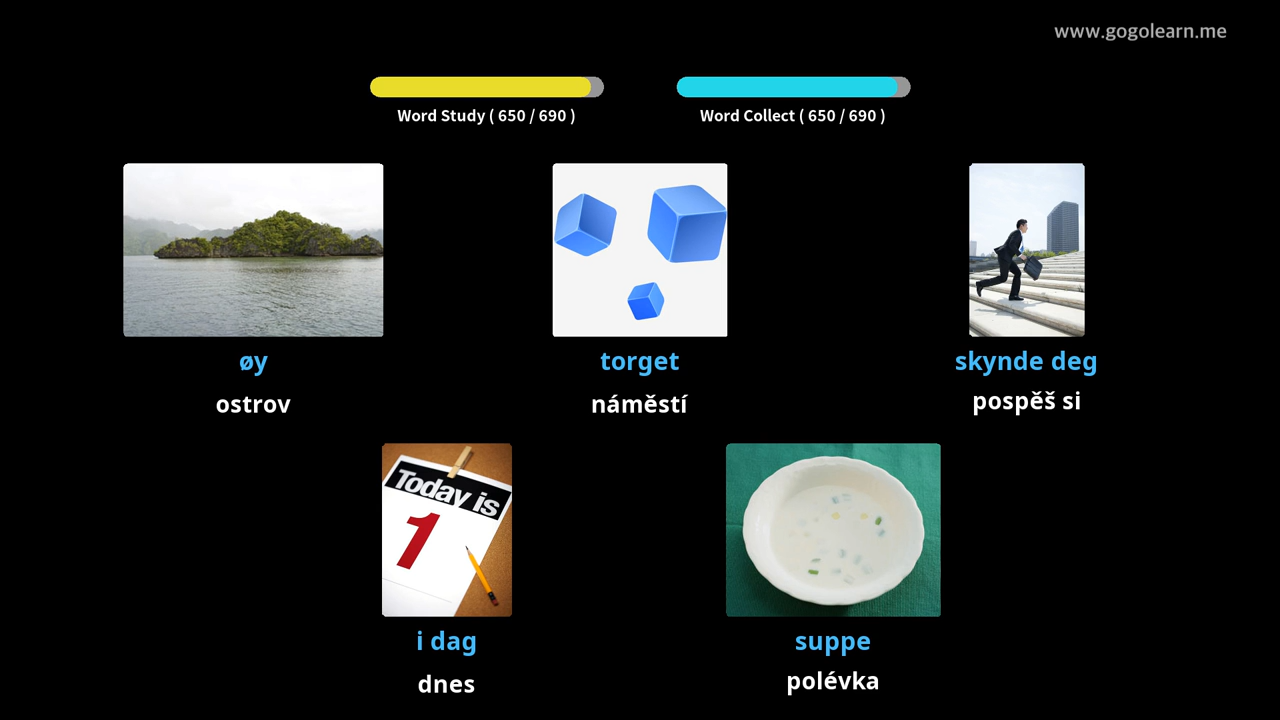 www.gogolearn.me
Word Study ( 650 / 690 )
Word Collect ( 650 / 690 )
øy
ostrov
torget
náměstí
skynde deg
pospěš si
Today is
1
i dag
dnes
suppe
polévka